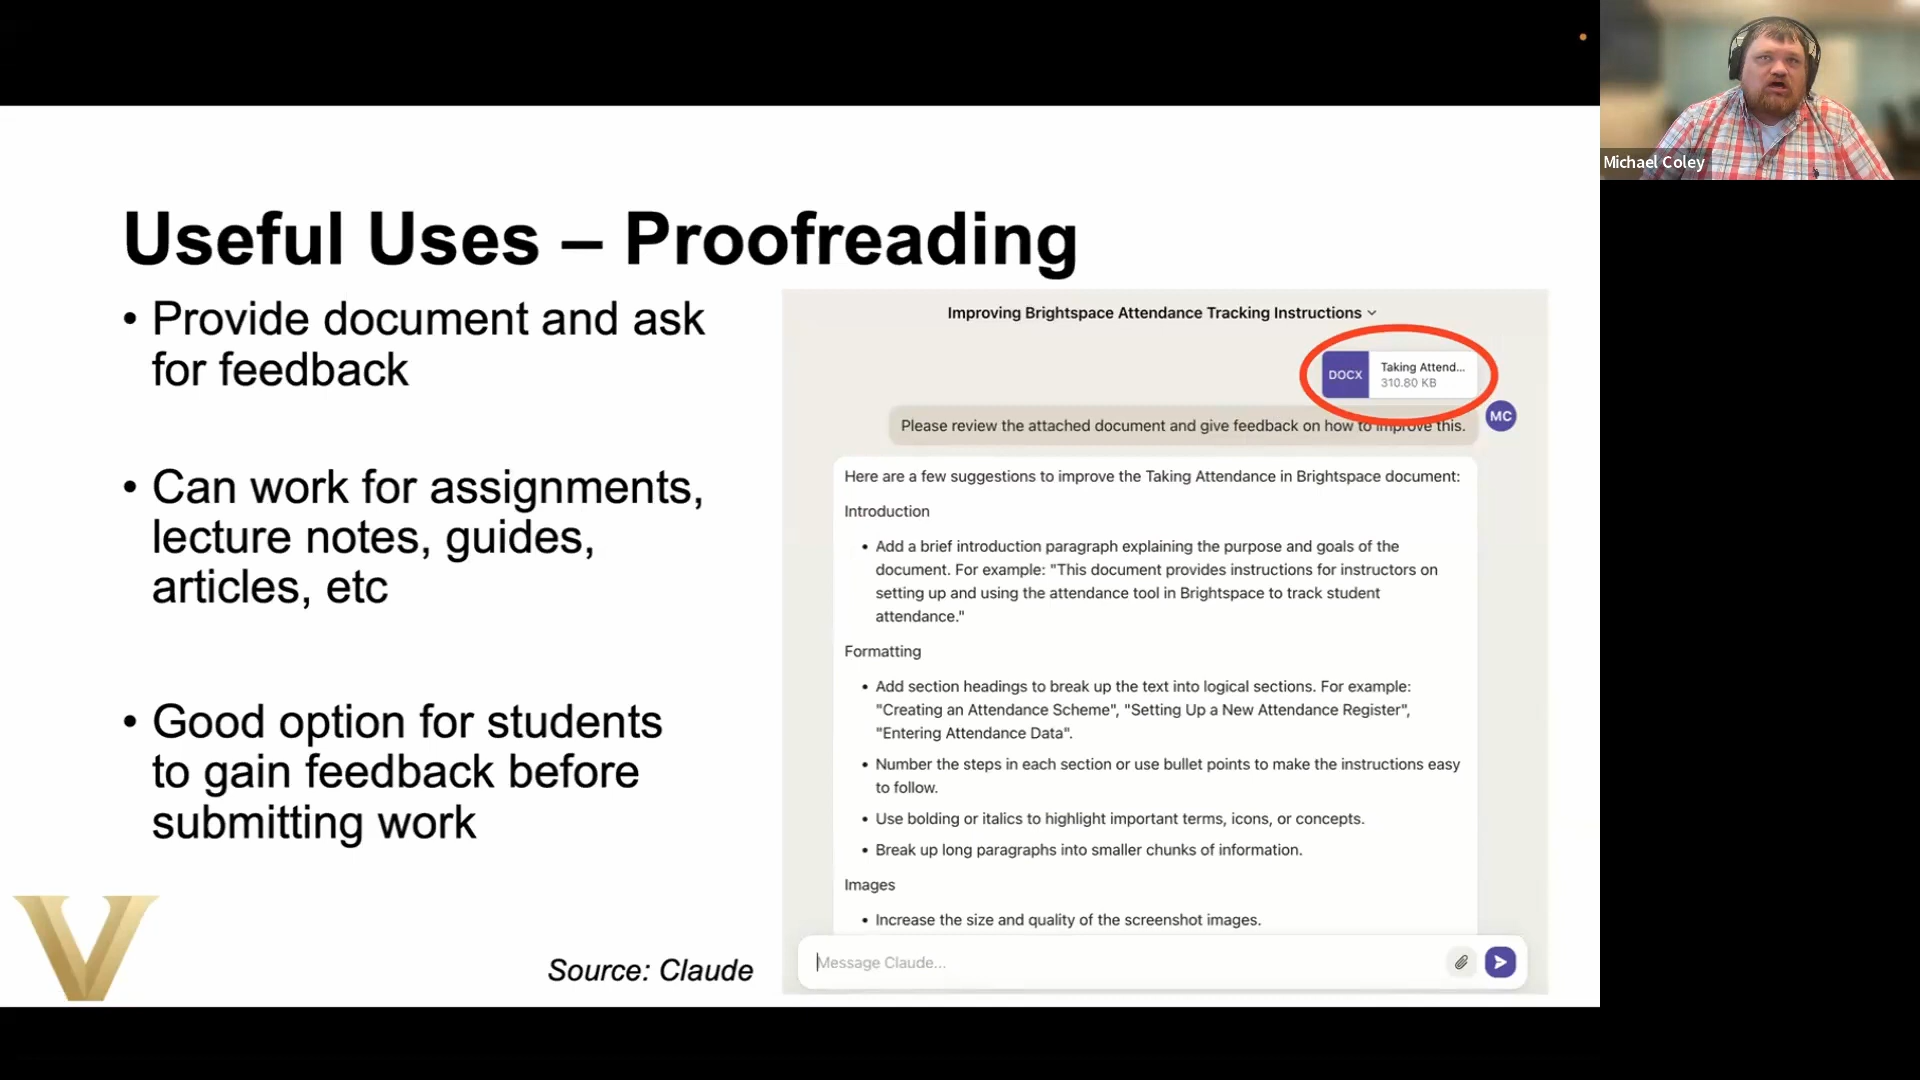 Michael Coley
Useful Uses – Proofreading
• Provide document and ask
for feedback
• Can work for assignments,
lecture notes, guides,
articles, etc
• Good option for students
to gain feedback before
submitting work
Source: Claude
Improving Brightspace Attendance Tracking Instructions
DOCX
Taking Attend...
310.80 KB
MC
Please review the attached document and give feedback on how to improve this.
Here are a few suggestions to improve the Taking Attendance in Brightspace document:
Introduction
• Add a brief introduction paragraph explaining the purpose and goals of the
document. For example: "This document provides instructions for instructors on
setting up and using the attendance tool in Brightspace to track student
attendance."
Formatting
• Add section headings to break up the text into logical sections. For example:
"Creating an Attendance Scheme", "Setting Up a New Attendance Register",
"Entering Attendance Data".
• Number the steps in each section or use bullet points to make the instructions easy
to follow.
• Use bolding or italics to highlight important terms, icons, or concepts.
• Break up long paragraphs into smaller chunks of information.
Images
• Increase the size and quality of the screenshot images.
Message Claude...
V